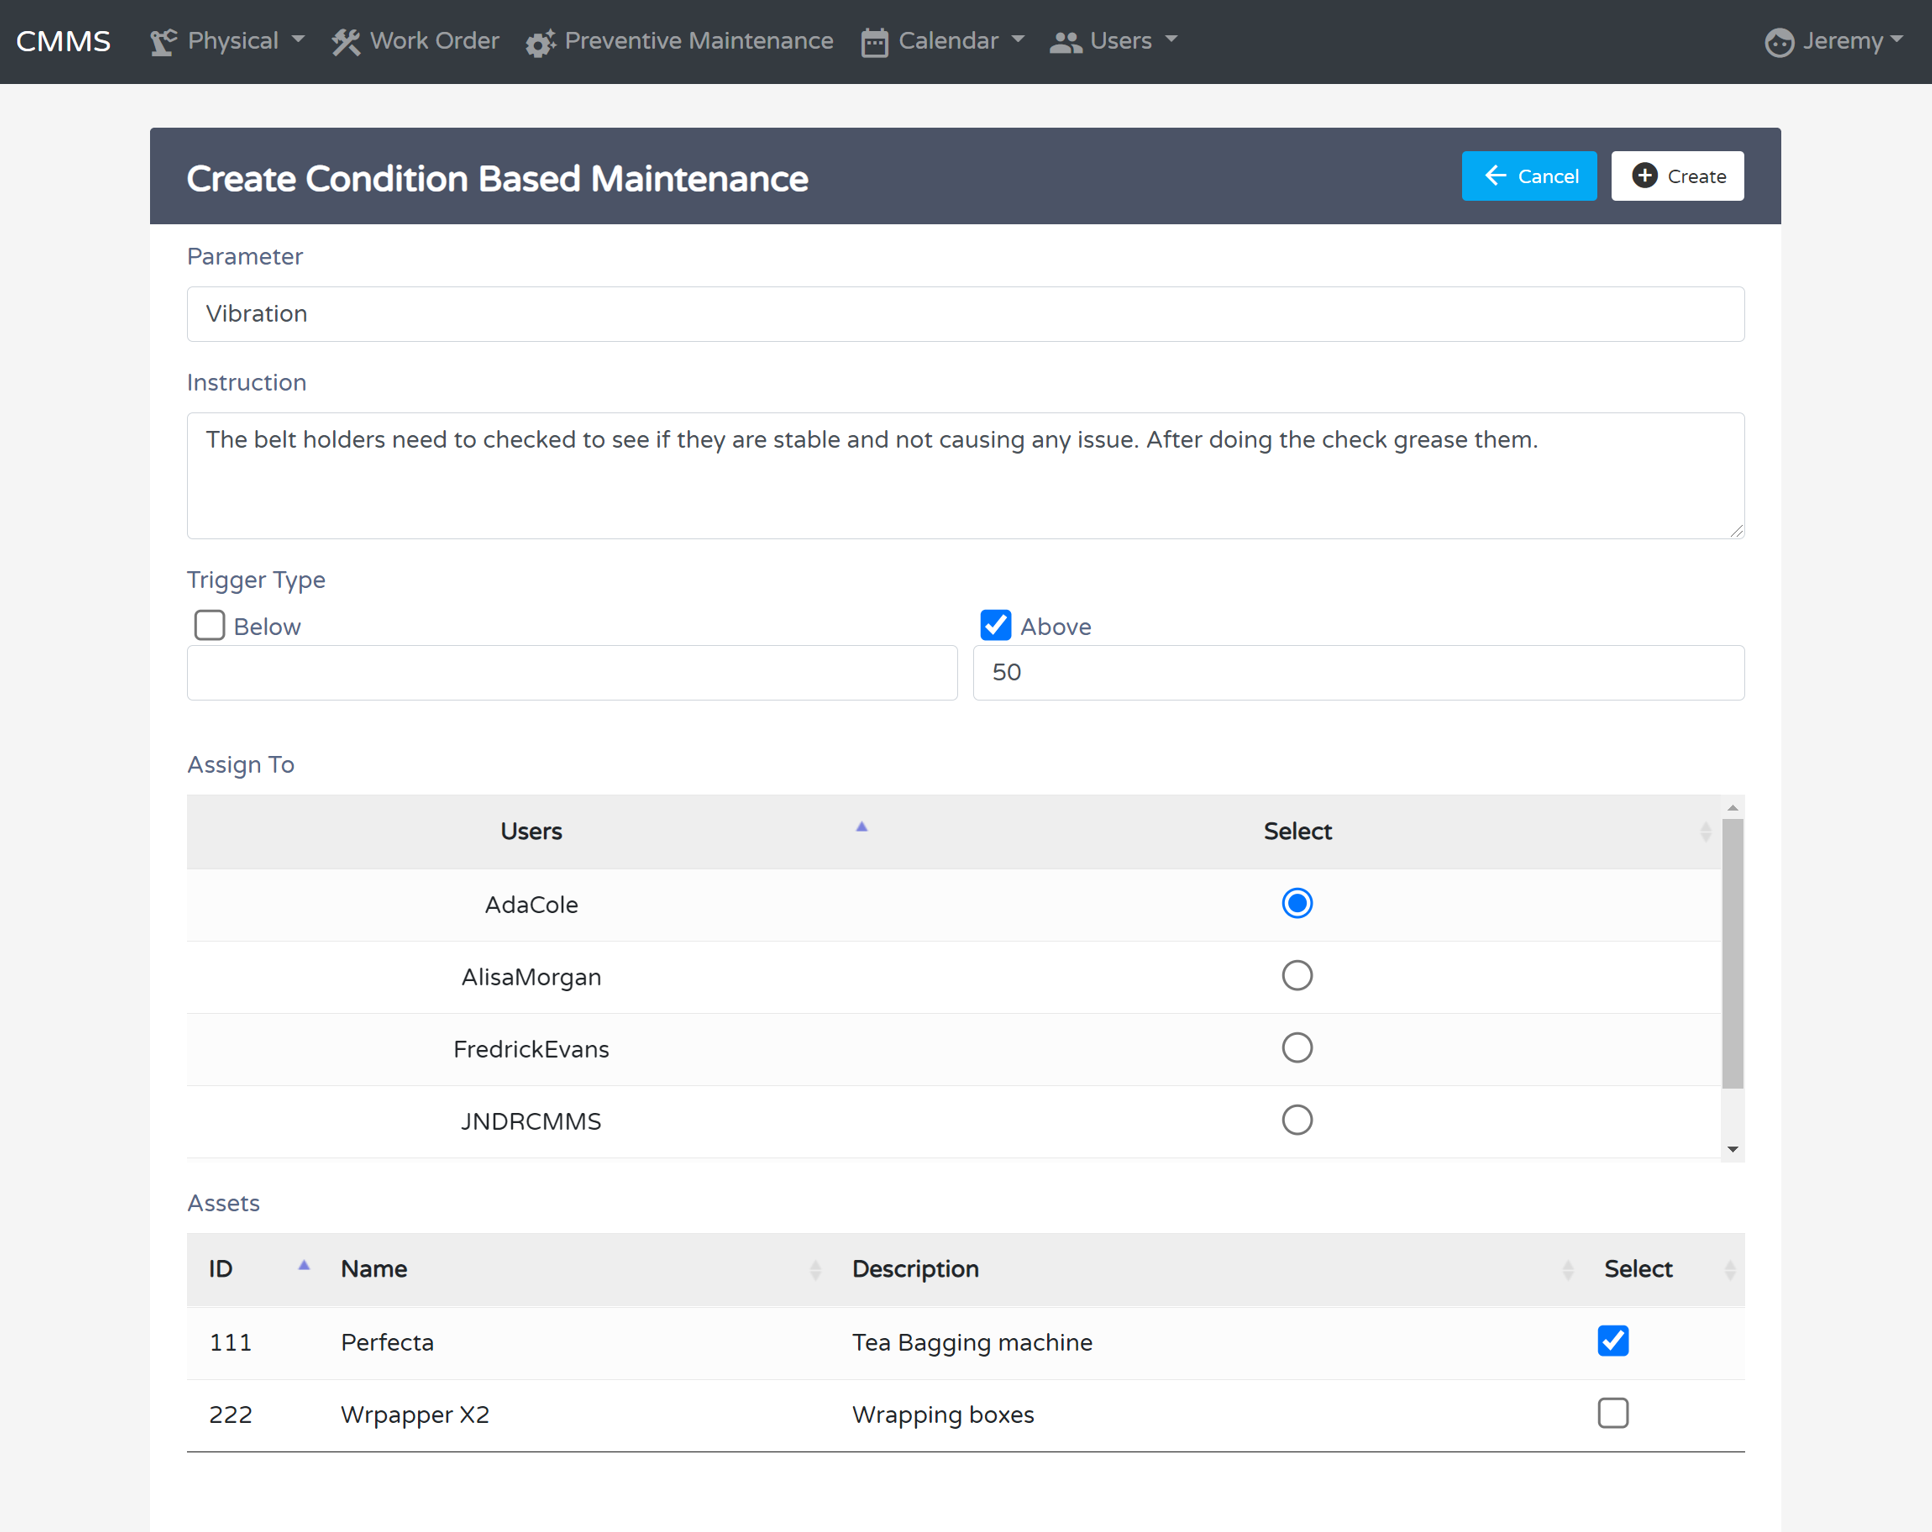 CMMS Physical Work Order Preventive Maintenance Calendar Users Jeremy
Create Condition Based Maintenance Cancel Create
Parameter
Vibration
Instruction
The belt holders need to checked to see if they are stable and not causing any issue. After doing the check grease them.
Trigger Type
Below Above
50
Assign To
Users Select
AdaCole
AlisaMorgan
FredrickEvans
JNDRCMMS
Assets
ID Name Description Select
111 Perfecta Tea Bagging machine
222 Wrpapper X2 Wrapping boxes